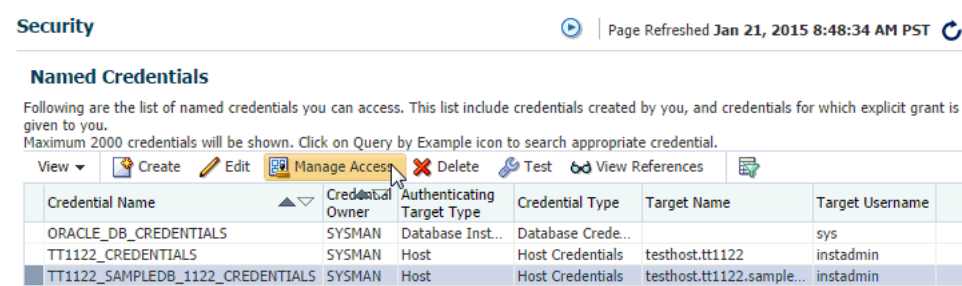 Security
Page Refreshed Jan 21, 2015 8:48:34 AM PST
Named Credentials
Following are the list of named credentials you can access. This list include credentials created by you, and credentials for which explicit grant is
given to you.
Maximum 2000 credentials will be shown. Click on Query by Example icon to search appropriate credential.
View Create Edit Manage Access Delete Test View References
Credential Name Credential Owner Authenticating Target Type Credential Type Target Name Target Username
ORACLE_DB_CREDENTIALS SYSMAN Database Inst... Database Crede... sys
TT1122_CREDENTIALS SYSMAN Host Host Credentials testhost.tt1122 instadmin
TT1122_SAMPLEDB_1122_CREDENTIALS SYSMAN Host Host Credentials testhost.tt1122.sample... instadmin